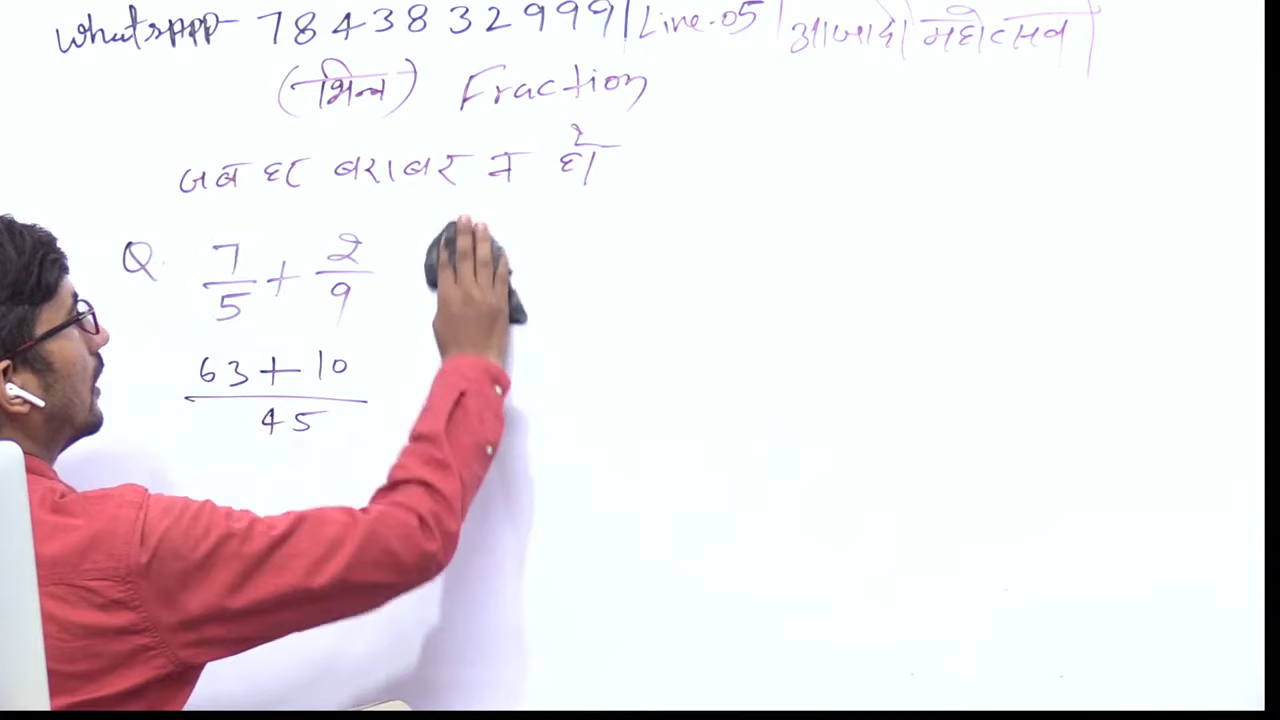 Whatsapp- 7843832999 | Line-05 | आजादी महोत्सव
(भिन्न) Fraction
जब हर बराबर न हो
Q. 7/5 + 2/9
63+10/45